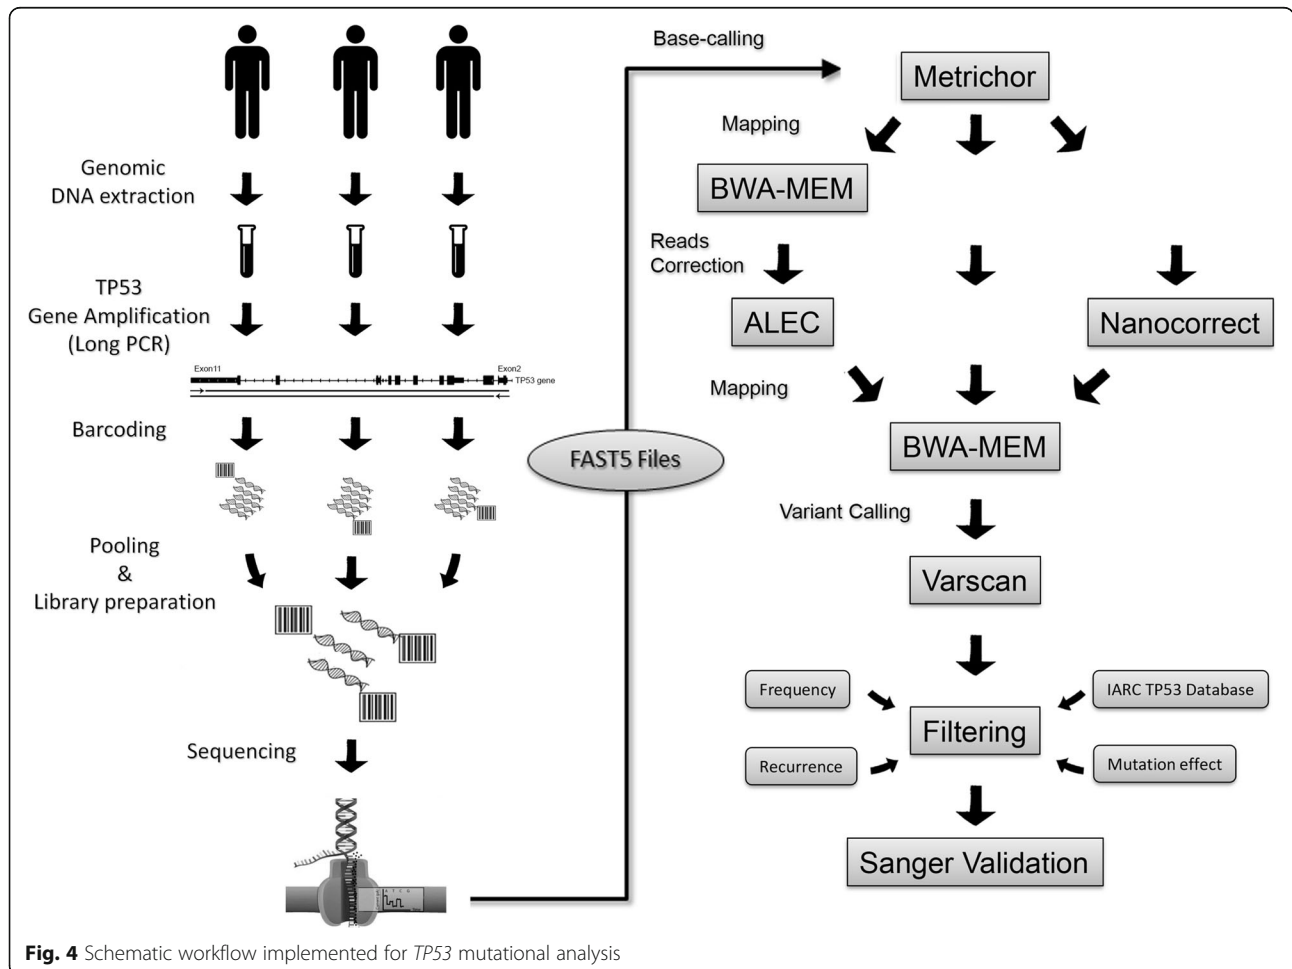 Genomic
DNA extraction
TP53
Gene Amplification
(Long PCR)
Exon11
Exon2
TP53 gene
Barcoding
Pooling
&
Library preparation
Sequencing
A T C G
FAST5 Files
Base-calling
Metrichor
Mapping
BWA-MEM
Reads
Correction
ALEC
Nanocorrect
Mapping
BWA-MEM
Variant Calling
Varscan
Frequency
IARC TP53 Database
Filtering
Recurrence
Mutation effect
Sanger Validation
Fig. 4 Schematic workflow implemented for TP53 mutational analysis